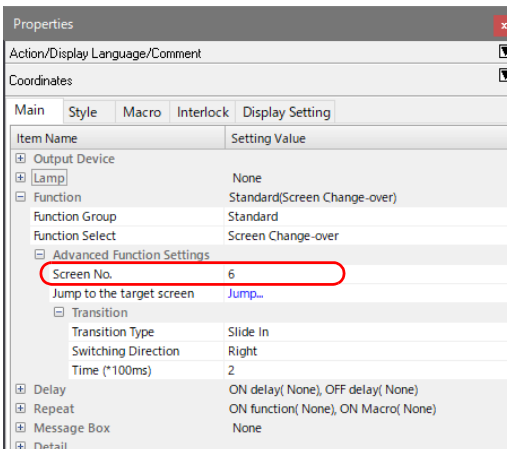 Properties
x
Action/Display Language/Comment
Coordinates
Main Style Macro Interlock Display Setting
Item Name Setting Value
Output Device
Lamp None
Function Standard(Screen Change-over)
Function Group Standard
Function Select Screen Change-over
Advanced Function Settings
Screen No. 6
Jump to the target screen Jump...
Transition
Transition Type Slide In
Switching Direction Right
Time (*100ms) 2
Delay ON delay( None), OFF delay( None)
Repeat ON function( None), ON Macro( None)
Message Box None
Detail